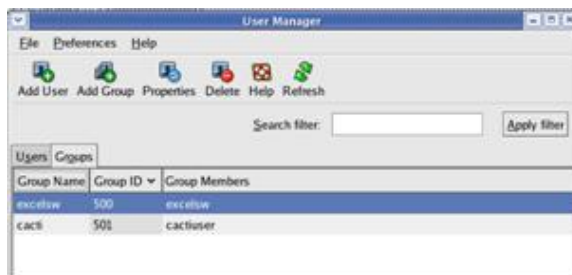 User Manager
File Preferences Help
Add User Add Group Properties Delete Help Refresh
Search filter: Apply filter
Users Groups
Group Name Group ID Group Members
excelsw 500 excelsw
cacti 501 cactiuser